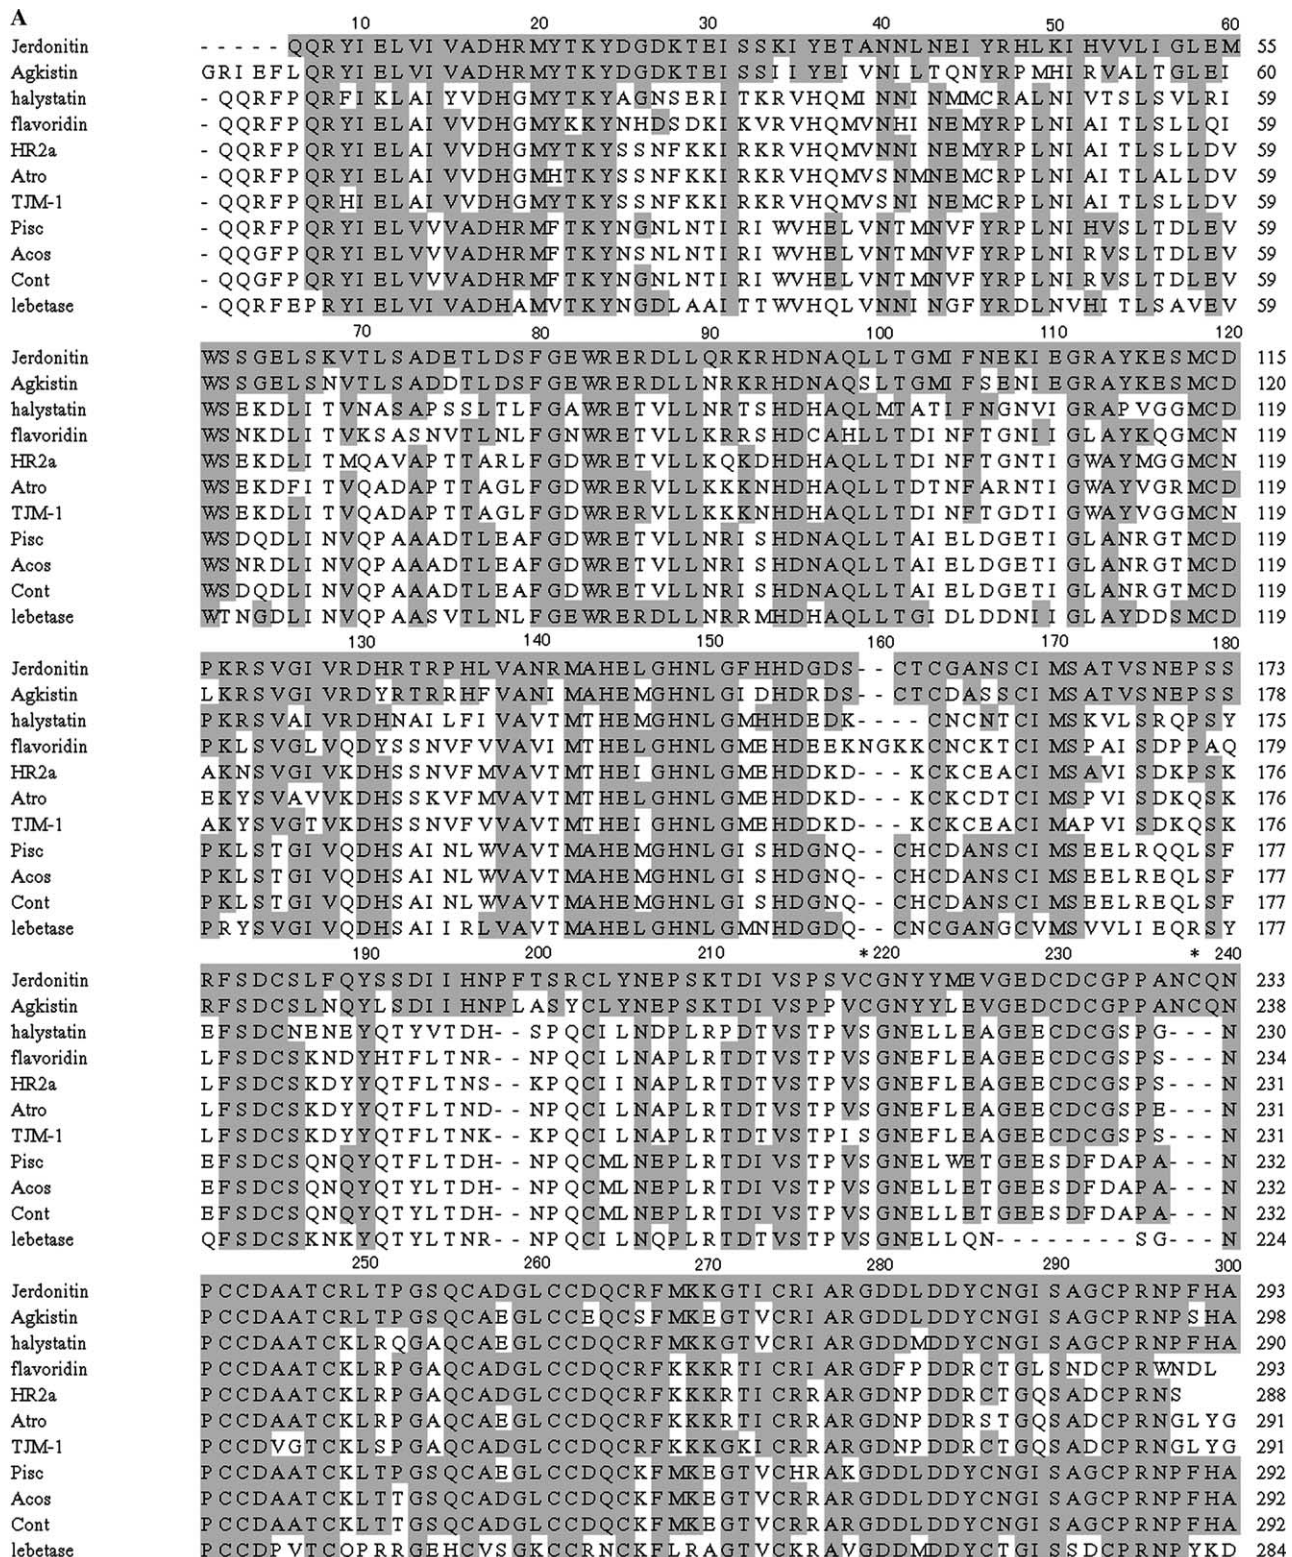 A
10 20 30 40 50 60
Jerdonitin - - - - - QQRYIELVIVADHRMYTKYDGDKTEISSKIYETANNLNEIYRHLKIHVVLIGLEM 55
Agkistin GRIEFLQRYIELVIVADHRMYTKYDGDKTEISSIIYEIVNILTQNYRPMHIRVALTGLEI 60
halystatin - QQRFPQRFIKLAIYVDHGMYTKYAGNSERITKRVHQMINNINMMCRALNIVTSLSVLRI 59
flavoridin - QQRFPQRYIELAIVVDHGMYKKYNHDSDKIKVRVHQMVNHINEMYRPLNIAITLSLLQI 59
HR2a - QQRFPQRYIELAIVVDHGMYTKYSSNFKKIRKRVHQMVNNINEMYRPLNIAITLSLLDV 59
Atro - QQRFPQRYIELAIVVDHGMHTKYSSNFKKIRKRVHQMVSNMNEMCRPLNIAITLALLDV 59
TJM-1 - QQRFPQRHIELAIVVDHGMYTKYSSNFKKIRKRVHQMVSNINEMCRPLNIAITLSLLDV 59
Pisc - QQRFPQRYIELVVVADHRMFTKYNGNLNTIRIWVHELVNTMNVFYRPLNIHVSLTDLEV 59
Acos - QQGFPQRYIELVVVADHRMFTKYNSNLNTIRIWVHELVNTMNVFYRPLNIRVSLTDLEV 59
Cont - QQGFPQRYIELVVVADHRMFTKYNGNLNTIRIWVHELVNTMNVFYRPLNIRVSLTDLEV 59
lebetase - QQRFEPRYIELVIVADHAMVTKYNGDLAAITTWVHQLVNNINGFYRDLNVHITLSAVEV 59
70 80 90 100 110 120
Jerdonitin WSSGELSKVTLSADETLDSFGEWRERDLLQRKRHDNAQLLTGMIFNEKIEGRAYKESMCD 115
Agkistin WSSGELSNVTLSADDTLDSFGEWRERDLLNRKRHDNAQSLTGMIFSENIEGRAYKESMCD 120
halystatin WSEKDLITVNASAPSSLTLFGAWRETVLLNRTSHDHAQLMTATIFNGNVIGRAPVGGMCD 119
flavoridin WSNKDLITVKSASNVTLNLFGNWRETVLLKRRSHDCAHLLTDINFTGNIIGLAYKQGMCN 119
HR2a WSEKDLITMQAVAPTTARLFGDWRETVLLKQKDHDHAQLLTDINFTGNTIGWAYMGGMCN 119
Atro WSEKDFITVQADAPTTAGLFGDWRERVLLKKKNHDHAQLLTDTNFARNTIGWAYVGRMCD 119
TJM-1 WSEKDLITVQADAPTTAGLFGDWRERVLLKKKNHDHAQLLTDINFTGDTIGWAYVGGMCN 119
Pisc WSDQDLINVQPAAADTLEAFGDWRETVLLNRISHDNAQLLTAIELDGETIGLANRGTMCD 119
Acos WSNRDLINVQPAAADTLEAFGDWRETVLLNRISHDNAQLLTAIELDGETIGLANRGTMCD 119
Cont WSDQDLINVQPAAADTLEAFGDWRETVLLNRISHDNAQLLTAIELDGETIGLANRGTMCD 119
lebetase WTNGDLINVQPAASVTLNLFGEWRERDLLNRRMHDHAQLLTGIDLDDNIIGLAYDDSMCD 119
130 140 150 160 170 180
Jerdonitin PKRSVGIVRDHRTRPHLVANRMAHELGHNLGFHHDGDS- - CTCGANSCIMSATVSNEPSS 173
Agkistin LKRSVGIVRDYRTRRHFVANIMAHEMGHNLGIDHDRDS- - CTCDASSCIMSATVSNEPSS 178
halystatin PKRSVAIVRDHNAILFIVAVTMTHEMGHNLGMHHDEDK- - - - CNCNTCIMSKVLSRQPSY 175
flavoridin PKLSVGLVQDYSSNVFVVAVIMTHELGHNLGMEHDEEKNGKKCNCKTCIMSPAISDPPAQ 179
HR2a AKNSVGIVKDHSSNVFMVAVTMTHEIGHNLGMEHDDKD- - - KCKCEACIMSAVISDKPSK 176
Atro EKYSVAVVKDHSSKVFMVAVTMTHELGHNLGMEHDDKD- - - KCKCDTCIMSPVISDKQSK 176
TJM-1 AKYSVGTVKDHSSNVFVVAVTMTHEIGHNLGMEHDDKD- - - KCKCEACIMAPVISDKQSK 176
Pisc PKLSTGIVQDHSAINLWVAVTMAHEMGHNLGISHDGNQ- - CHCDANSCIMSEELRQQLSF 177
Acos PKLSTGIVQDHSAINLWVAVTMAHEMGHNLGISHDGNQ- - CHCDANSCIMSEELREQLSF 177
Cont PKLSTGIVQDHSAINLWVAVTMAHEMGHNLGISHDGNQ- - CHCDANSCIMSEELREQLSF 177
lebetase PRYSVGIVQDHSAIIRLVAVTMAHELGHNLGMNHDGDQ- - CNCGANGCVMSVVLIEQRSY 177
190 200 210 *220 230 * 240
Jerdonitin RFSDCSLFQYSSDIIHNPFTSRCLYNEPSKTDIVSPSVCGNYYMEVGEDCDCGPPANCQN 233
Agkistin RFSDCSLNQYLSDIIHNPLASYCLYNEPSKTDIVSPPVCGNYYLEVGEDCDCGPPANCQN 238
halystatin EFSDCNENEYQTYVTDH- - SPQCILNDPLRPDTVSTPVSGNELLEAGEECDCGSPG- - - N 230
flavoridin LFSDCSKNDYHTFLTNR- - NPQCILNAPLRTDTVSTPVSGNEFLEAGEECDCGSPS- - - N 234
HR2a LFSDCSKDYYQTFLTNS- - KPQCIINAPLRTDTVSTPVSGNEFLEAGEECDCGSPS- - - N 231
Atro LFSDCSKDYYQTFLTND- - NPQCILNAPLRTDTVSTPVSGNEFLEAGEECDCGSPE- - - N 231
TJM-1 LFSDCSKDYYQTFLTNK- - KPQCILNAPLRTDTVSTPISGNEFLEAGEECDCGSPS- - - N 231
Pisc EFSDCSQNQYQTFLTDH- - NPQCMLNEPLRTDIVSTPVSGNELWETGEESDFDAPA- - - N 232
Acos EFSDCSQNQYQTYLTDH- - NPQCMLNEPLRTDIVSTPVSGNELLETGEESDFDAPA- - - N 232
Cont EFSDCSQNQYQTYLTDH- - NPQCMLNEPLRTDIVSTPVSGNELLETGEESDFDAPA- - - N 232
lebetase QFSDCSKNKYQTYLTNR- - NPQCILNQPLRTDTVSTPVSGNELLQN- - - - - - - - SG- - - N 224
250 260 270 280 290 300
Jerdonitin PCCDAATCRLTPGSQCADGLCCDQCRFMKKGTICRIARGDDLDDYCNGISAGCPRNPFHA 293
Agkistin PCCDAATCRLTPGSQCAEGLCCEQCSFMKEGTVCRIARGDDLDDYCNGISAGCPRNPSHA 298
halystatin PCCDAATCKLRQGAQCAEGLCCDQCRFMKKGTVCRIARGDDMDDYCNGISAGCPRNPFHA 290
flavoridin PCCDAATCKLRPGAQCADGLCCDQCRFKKKRTICRIARGDFPDDRCTGLSNDCPRWNDL 293
HR2a PCCDAATCKLRPGAQCADGLCCDQCRFKKKRTICRRARGDNPDDRCTGQSADCPRNS 288
Atro PCCDAATCKLRPGAQCAEGLCCDQCRFKKKRTICRRARGDNPDDRSTGQSADCPRNGLYG 291
TJM-1 PCCDVGTCKLSPGAQCADGLCCDQCRFKKKGKICRRARGDNPDDRCTGQSADCPRNGLYG 291
Pisc PCCDAATCKLTPGSQCAEGLCCDQCKFMKEGTVCHRAKGDDLDDYCNGISAGCPRNPFHA 292
Acos PCCDAATCKLTTGSQCADGLCCDQCKFMKEGTVCRRARGDDLDDYCNGISAGCPRNPFHA 292
Cont PCCDAATCKLTTGSQCADGLCCDQCKFMKEGTVCRRARGDDLDDYCNGISAGCPRNPFHA 292
lebetase PCCDPVTCQPRRGEHCVSGKCCRNCKFLRAGTVCKRAVGDDMDDYCTGISSDCPRNPYKD 284